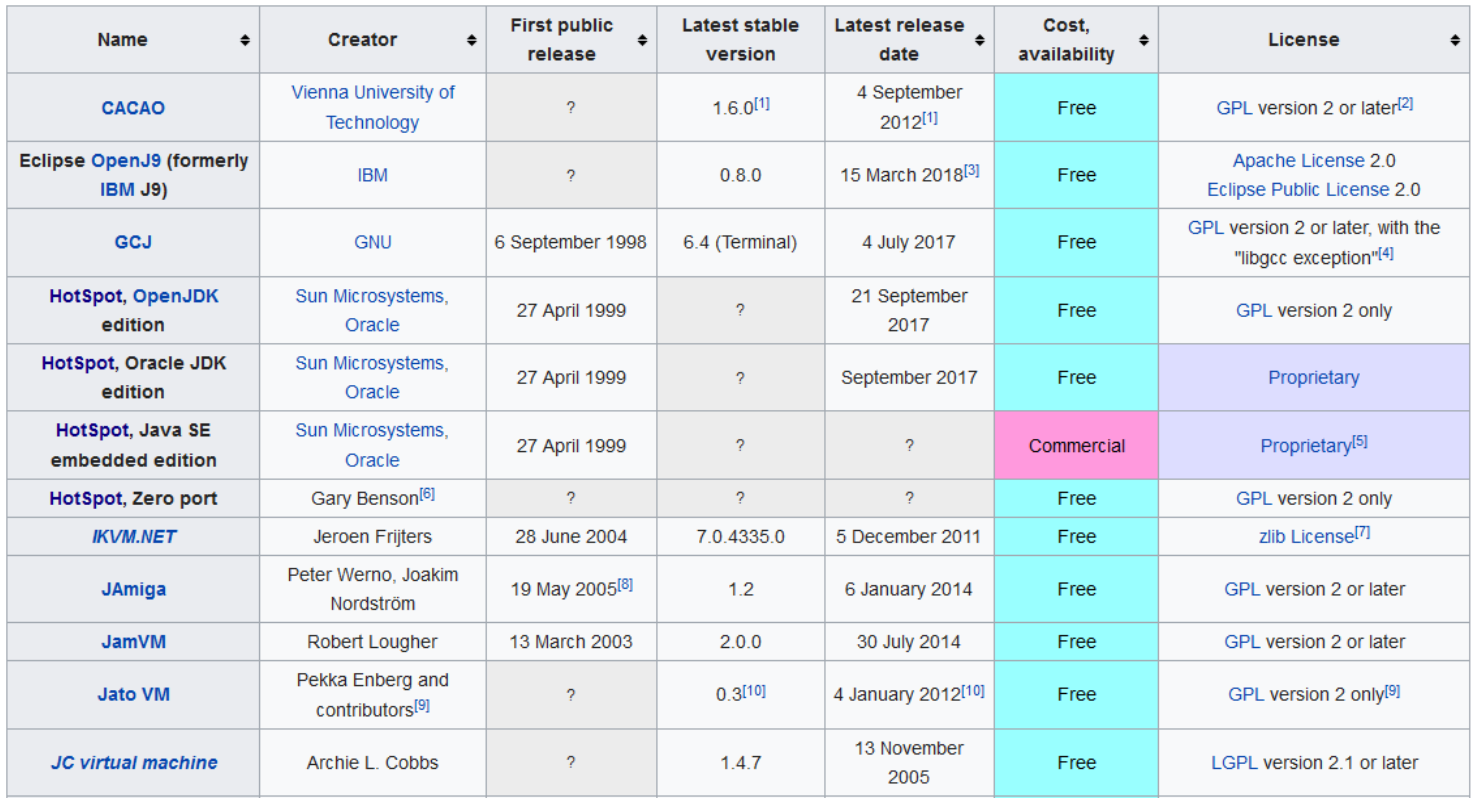 Name Creator First public release Latest stable version Latest release date Cost, availability License
CACAO Vienna University of Technology ? 1.6.0[1] 4 September 2012[1] Free GPL version 2 or later[2]
Eclipse OpenJ9 (formerly IBM J9) IBM ? 0.8.0 15 March 2018[3] Free Apache License 2.0 Eclipse Public License 2.0
GCJ GNU 6 September 1998 6.4 (Terminal) 4 July 2017 Free GPL version 2 or later, with the "libgcc exception"[4]
HotSpot, OpenJDK edition Sun Microsystems, Oracle 27 April 1999 ? 21 September 2017 Free GPL version 2 only
HotSpot, Oracle JDK edition Sun Microsystems, Oracle 27 April 1999 ? September 2017 Free Proprietary
HotSpot, Java SE embedded edition Sun Microsystems, Oracle 27 April 1999 ? ? Commercial Proprietary[5]
HotSpot, Zero port Gary Benson[6] ? ? ? Free GPL version 2 only
IKVM.NET Jeroen Frijters 28 June 2004 7.0.4335.0 5 December 2011 Free zlib License[7]
JAmiga Peter Werno, Joakim Nordström 19 May 2005[8] 1.2 6 January 2014 Free GPL version 2 or later
JamVM Robert Lougher 13 March 2003 2.0.0 30 July 2014 Free GPL version 2 or later
Jato VM Pekka Enberg and contributors[9] ? 0.3[10] 4 January 2012[10] Free GPL version 2 only[9]
JC virtual machine Archie L. Cobbs ? 1.4.7 13 November 2005 Free LGPL version 2.1 or later